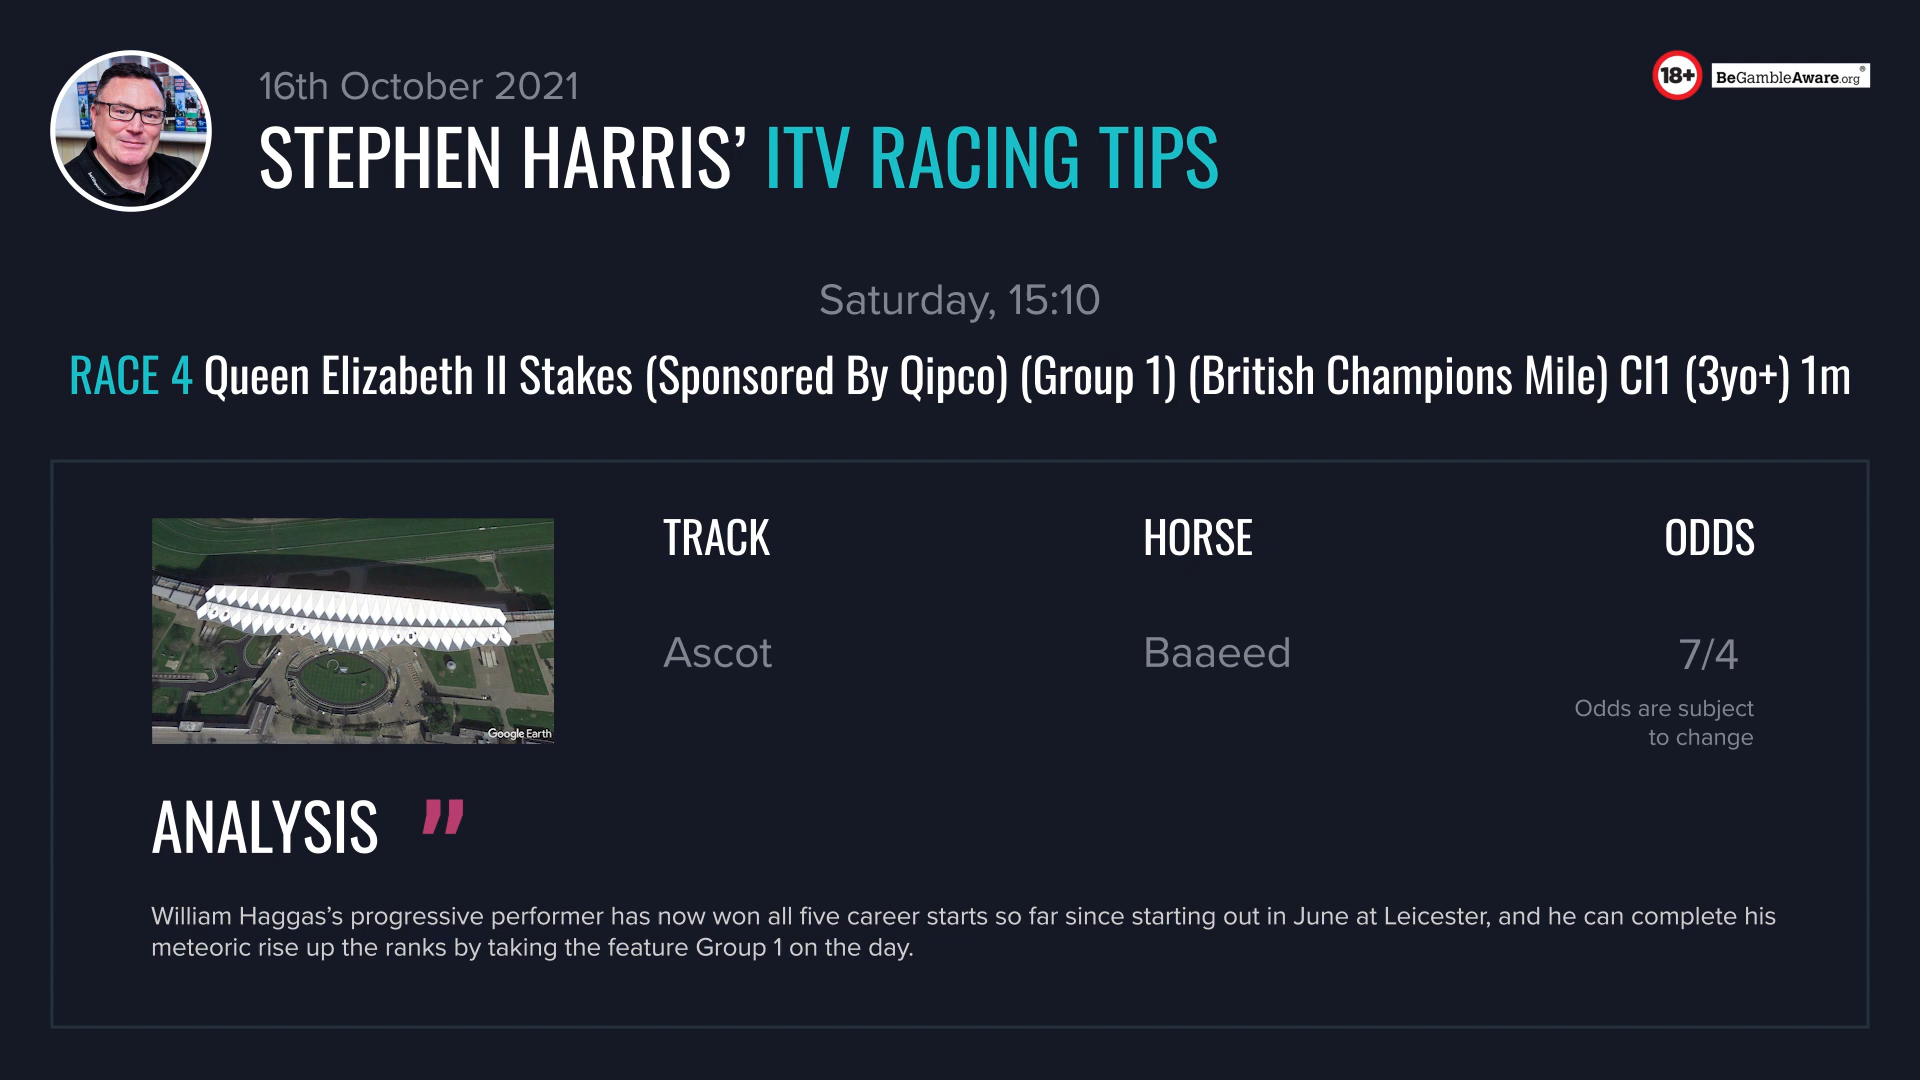 16th October 2021
STEPHEN HARRIS’ ITV RACING TIPS
18+ BeGambleAware.org®
Saturday, 15:10
RACE 4 Queen Elizabeth II Stakes (Sponsored By Qipco) (Group 1) (British Champions Mile) Cl1 (3yo+) 1m
TRACK HORSE ODDS
Ascot Baaeed 7/4
Odds are subject
to change
Google Earth
ANALYSIS ”
William Haggas’s progressive performer has now won all five career starts so far since starting out in June at Leicester, and he can complete his
meteoric rise up the ranks by taking the feature Group 1 on the day.